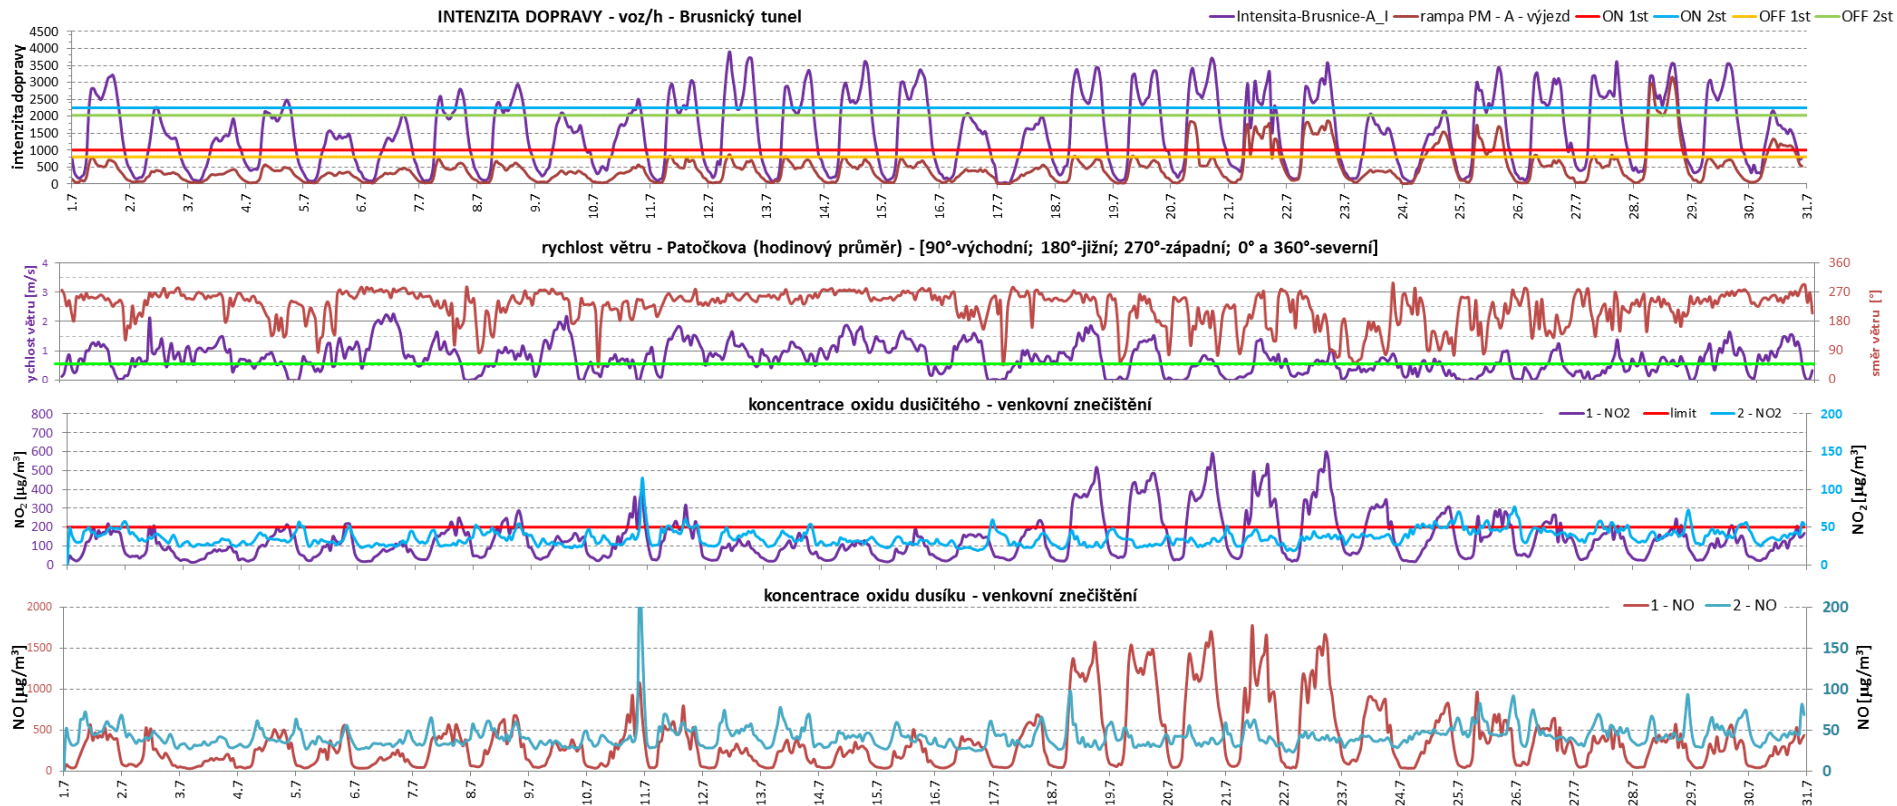 INTENZITA DOPRAVY - voz/h - Brusnický tunel
Intensita-Brusnice-A_I rampa PM - A - výjezd ON 1st ON 2st OFF 1st OFF 2st
intenzita dopravy
4500
4000
3500
3000
2500
2000
1500
1000
500
0
1.7 2.7 3.7 4.7 5.7 6.7 7.7 8.7 9.7 10.7 11.7 12.7 13.7 14.7 15.7 16.7 17.7 18.7 19.7 20.7 21.7 22.7 23.7 24.7 25.7 26.7 27.7 28.7 29.7 30.7 31.7
rychlost větru - Patočkova (hodinový průměr) - [90°-východní; 180°-jižní; 270°-západní; 0° a 360°-severní]
ychlost větru [m/s]
4
3
2
1
0
360
270
180
90
0
směr větru [°]
koncentrace oxidu dusičitého - venkovní znečištění
1 - NO2 limit 2 - NO2
NO2 [µg/m³]
800
700
600
500
400
300
200
100
0
200
150
100
50
0
NO2 [µg/m³]
koncentrace oxidu dusíku - venkovní znečištění
1 - NO 2 - NO
NO [µg/m³]
2000
1500
1000
500
0
200
150
100
50
0
NO [µg/m³]
1.7 2.7 3.7 4.7 5.7 6.7 7.7 8.7 9.7 10.7 11.7 12.7 13.7 14.7 15.7 16.7 17.7 18.7 19.7 20.7 21.7 22.7 23.7 24.7 25.7 26.7 27.7 28.7 29.7 30.7 31.7